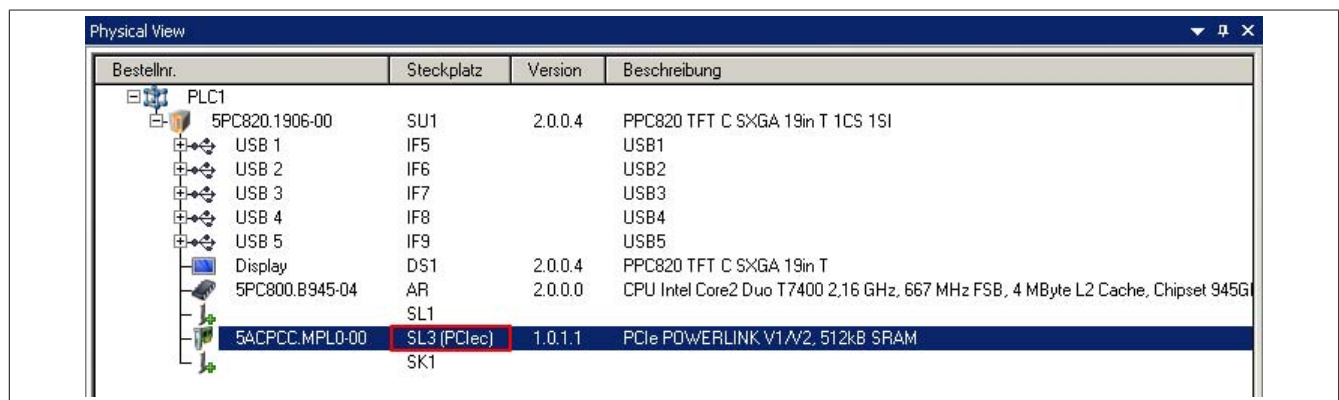 Physical View
Bestellnr. Steckplatz Version Beschreibung
PLC1
5PC820.1906-00 SU1 2.0.0.4 PPC820 TFT C SXGA 19in T 1CS 1SI
USB 1 IF5 USB1
USB 2 IF6 USB2
USB 3 IF7 USB3
USB 4 IF8 USB4
USB 5 IF9 USB5
Display DS1 2.0.0.4 PPC820 TFT C SXGA 19in T
5PC800.B945-04 AR 2.0.0.0 CPU Intel Core2 Duo T7400 2,16 GHz, 667 MHz FSB, 4 MByte L2 Cache, Chipset 945G
SL1
5ACPCC.MPL0-00 SL3 (PCIec) 1.0.1.1 PCIe POWERLINK V1/V2, 512kB SRAM
SK1